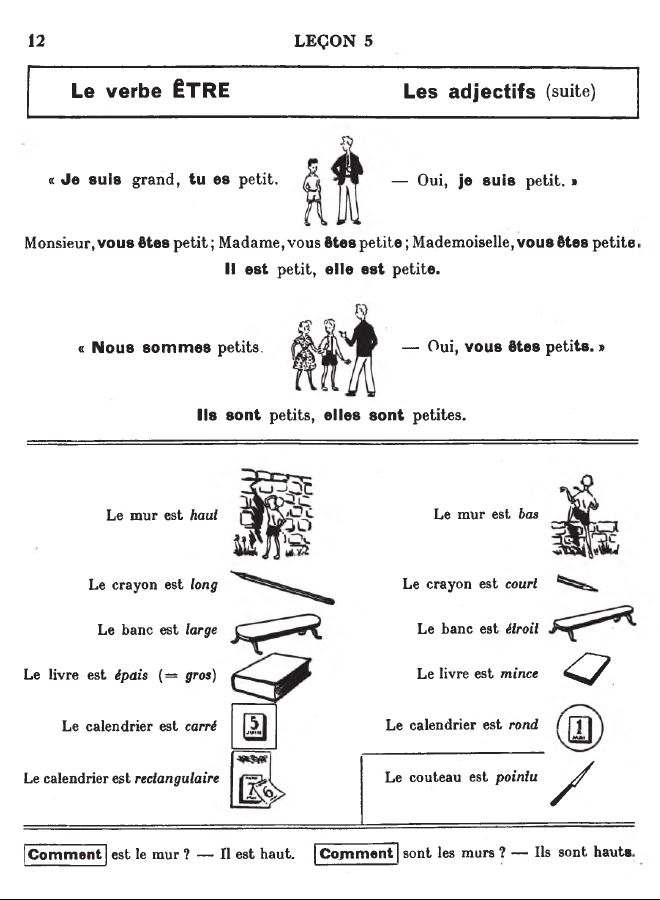 12 LEÇON 5
Le verbe ÊTRE Les adjectifs (suite)
« Je suis grand, tu es petit. — Oui, je suis petit. »
Monsieur, vous êtes petit ; Madame, vous êtes petite ; Mademoiselle, vous êtes petite.
Il est petit, elle est petite.
« Nous sommes petits. — Oui, vous êtes petits. »
Ils sont petits, elles sont petites.
Le mur est haut Le mur est bas
Le crayon est long Le crayon est court
Le banc est large Le banc est étroit
Le livre est épais (= gros) Le livre est mince
Le calendrier est carré 5 JUIN Le calendrier est rond 1 MAI
Le calendrier est rectangulaire 7 6 Le couteau est pointu
Comment est le mur ? — Il est haut. Comment sont les murs ? — Ils sont hauts.